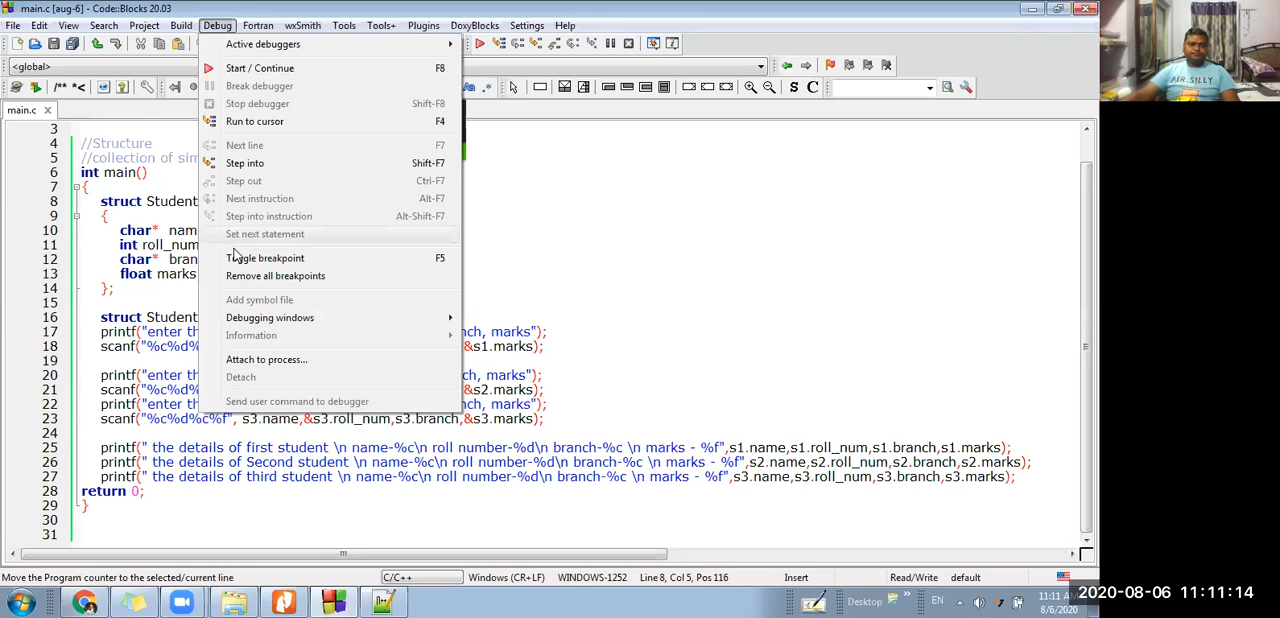 main.c [aug-6] - Code::Blocks 20.03
File Edit View Search Project Build Debug Fortran wxSmith Tools Tools+ Plugins DoxyBlocks Settings Help
<global>
/** *< Aa .* S C
main.c
Active debuggers
Start / Continue F8
Break debugger
Stop debugger Shift-F8
Run to cursor F4
Next line F7
Step into Shift-F7
Step out Ctrl-F7
Next instruction Alt-F7
Step into instruction Alt-Shift-F7
Set next statement
Toggle breakpoint F5
Remove all breakpoints
Add symbol file
Debugging windows
Information
Attach to process...
Detach
Send user command to debugger
3
4 //Structure
5 //collection of sim
6 int main()
7 {
8 struct Student
9 {
10 char* nam
11 int roll_num
12 char* bran
13 float marks
14 };
15
16 struct Student
17 printf("enter th ch, marks");
18 scanf("%c%d% &s1.marks);
19
20 printf("enter th ch, marks");
21 scanf("%c%d% &s2.marks);
22 printf("enter th ch, marks");
23 scanf("%c%d%c%f", s3.name,&s3.roll_num,s3.branch,&s3.marks);
24
25 printf(" the details of first student \n name-%c\n roll number-%d\n branch-%c \n marks - %f",s1.name,s1.roll_num,s1.branch,s1.marks);
26 printf(" the details of Second student \n name-%c\n roll number-%d\n branch-%c \n marks - %f",s2.name,s2.roll_num,s2.branch,s2.marks);
27 printf(" the details of third student \n name-%c\n roll number-%d\n branch-%c \n marks - %f",s3.name,s3.roll_num,s3.branch,s3.marks);
28 return 0;
29 }
30
31
Move the Program counter to the selected/current line C/C++ Windows (CR+LF) WINDOWS-1252 Line 8, Col 5, Pos 116 Insert Read/Write default
Desktop » EN 11:11 AM
8/6/2020
2020-08-06 11:11:14
AIR.SILLY